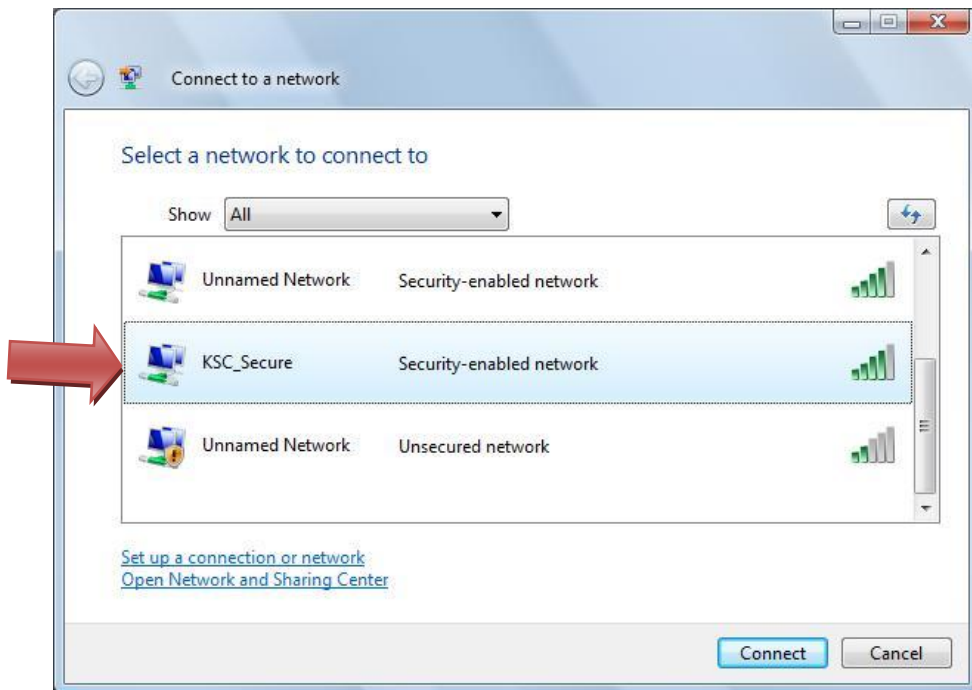 Connect to a network
Select a network to connect to
Show All
Unnamed Network Security-enabled network
KSC_Secure Security-enabled network
Unnamed Network Unsecured network
Set up a connection or network
Open Network and Sharing Center
Connect Cancel